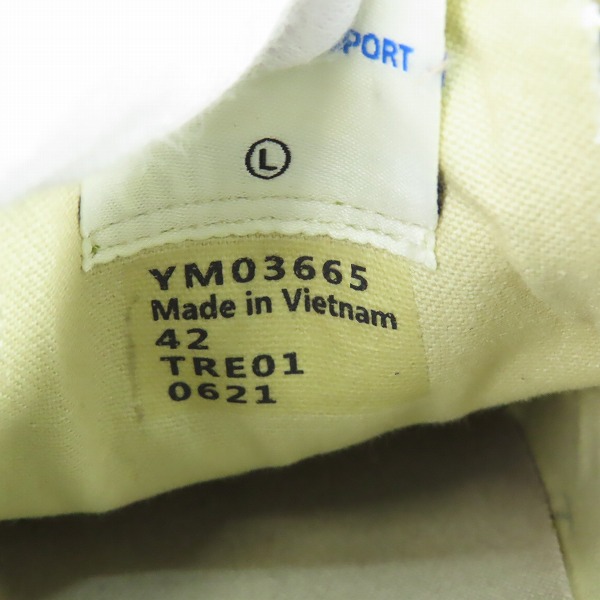 PORT
L
YM03665
Made in Vietnam
42
TRE01
0621